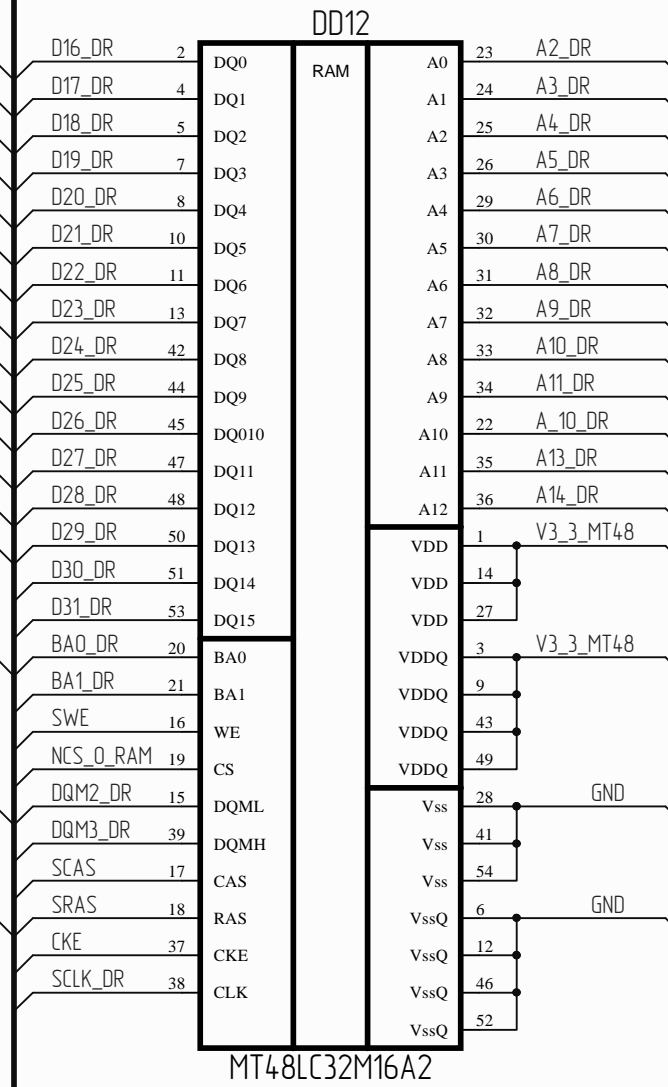 DD12
D16_DR 2 DQ0 RAM A0 23 A2_DR
D17_DR 4 DQ1 A1 24 A3_DR
D18_DR 5 DQ2 A2 25 A4_DR
D19_DR 7 DQ3 A3 26 A5_DR
D20_DR 8 DQ4 A4 29 A6_DR
D21_DR 10 DQ5 A5 30 A7_DR
D22_DR 11 DQ6 A6 31 A8_DR
D23_DR 13 DQ7 A7 32 A9_DR
D24_DR 42 DQ8 A8 33 A10_DR
D25_DR 44 DQ9 A9 34 A11_DR
D26_DR 45 DQ010 A10 22 A_10_DR
D27_DR 47 DQ11 A11 35 A13_DR
D28_DR 48 DQ12 A12 36 A14_DR
D29_DR 50 DQ13 VDD 1 V3_3_MT48
D30_DR 51 DQ14 VDD 14
D31_DR 53 DQ15 VDD 27
BA0_DR 20 BA0 VDDQ 3 V3_3_MT48
BA1_DR 21 BA1 VDDQ 9
SWE 16 WE VDDQ 43
NCS_0_RAM 19 CS VDDQ 49
DQM2_DR 15 DQML Vss 28 GND
DQM3_DR 39 DQMH Vss 41
SCAS 17 CAS Vss 54
SRAS 18 RAS VssQ 6 GND
CKE 37 CKE VssQ 12
SCLK_DR 38 CLK VssQ 46
VssQ 52
MT48LC32M16A2